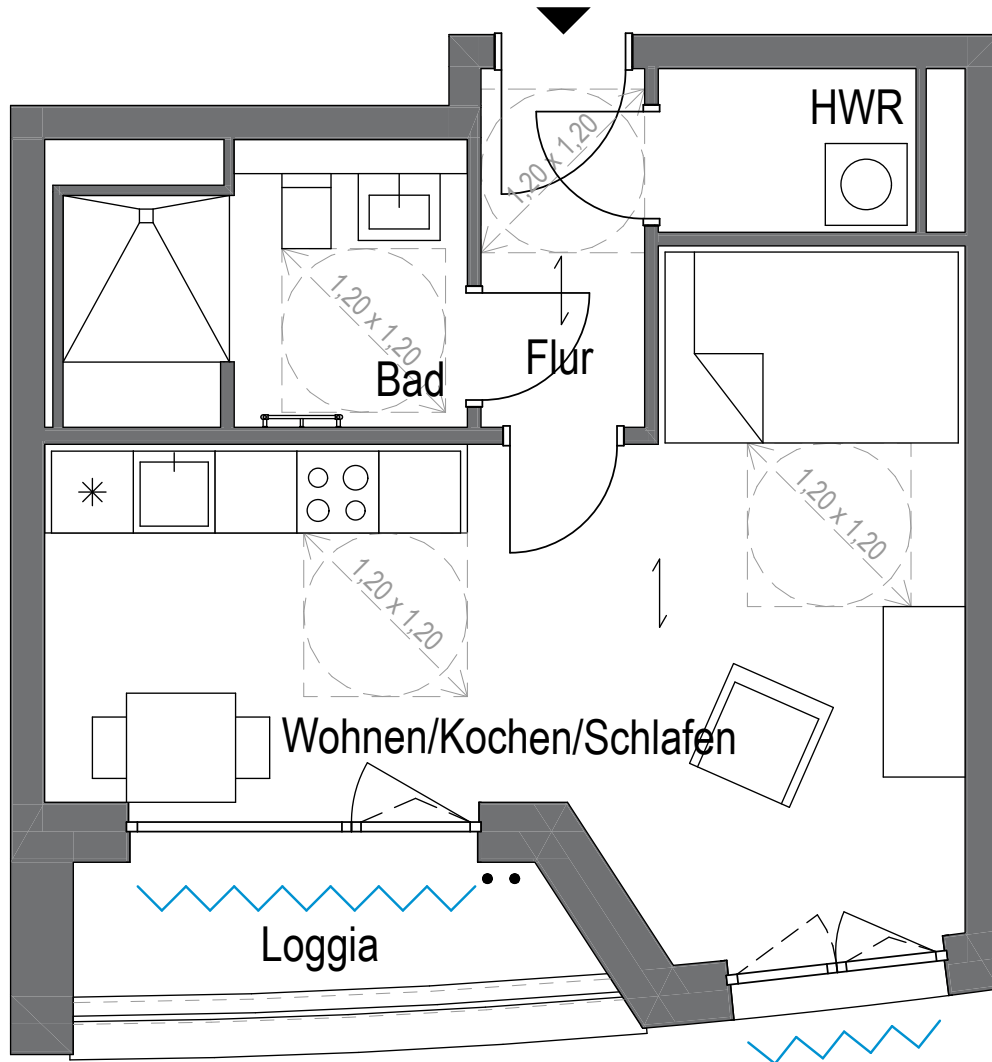 HWR
1,20 x 1,20
1,20 x 1,20
Flur
Bad
1,20 x 1,20
1,20 x 1,20
Wohnen/Kochen/Schlafen
Loggia